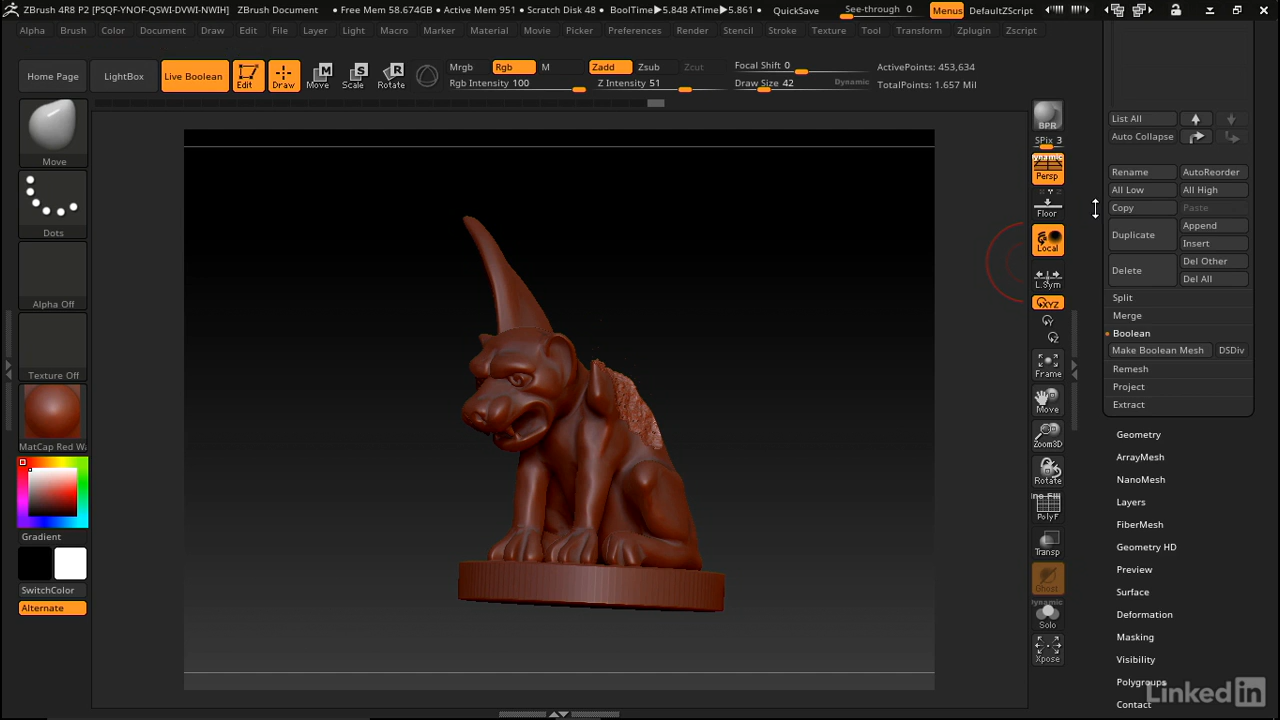 ZBrush 4R8 P2 [PSQF-YNOF-QSWI-DVWI-NWIH] ZBrush Document • Free Mem 58.674GB • Active Mem 951 • Scratch Disk 48 • BoolTime▶5.848 ATime▶5.861 • QuickSave See-through 0 Menus DefaultZScript
Alpha Brush Color Document Draw Edit File Layer Light Macro Marker Material Movie Picker Preferences Render Stencil Stroke Texture Tool Transform Zplugin Zscript
Home Page LightBox Live Boolean Edit Draw Move Scale Rotate
Mrgb Rgb M Zadd Zsub Zcut Focal Shift 0 ActivePoints: 453,634
Rgb Intensity 100 Z Intensity 51 Draw Size 42 Dynamic TotalPoints: 1.657 Mil
Move
Dots
Alpha Off
Texture Off
MatCap Red W
Gradient
SwitchColor
Alternate
BPR
SPix 3
Dynamic
Persp
Floor
Local
L.Sym
XYZ
Y
Z
Frame
Move
Zoom3D
Rotate
PolyF
Transp
Ghost
Dynamic
Solo
Xpose
List All
Auto Collapse
Rename AutoReorder
All Low All High
Copy Paste
Duplicate Append
Insert
Delete Del Other
Del All
Split
Merge
Boolean
Make Boolean Mesh DSDiv
Remesh
Project
Extract
Geometry
ArrayMesh
NanoMesh
Layers
FiberMesh
Geometry HD
Preview
Surface
Deformation
Masking
Visibility
Polygroups
Contact
LinkedIn